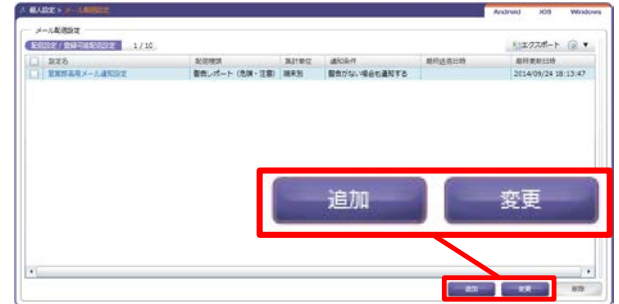 個人設定 > メール配信設定
Android iOS Windows
メール配信設定
配信設定 / 登録可能配信設定 1 / 10
エクスポート
設定名 配信種類 集計単位 通知条件 最終送信日時 最終更新日時
営業部長用メール通知設定 警告レポート（危険・注意） 端末別 警告がない場合も通知する 2014/09/24 18:13:47
追加 変更
追加 変更 削除